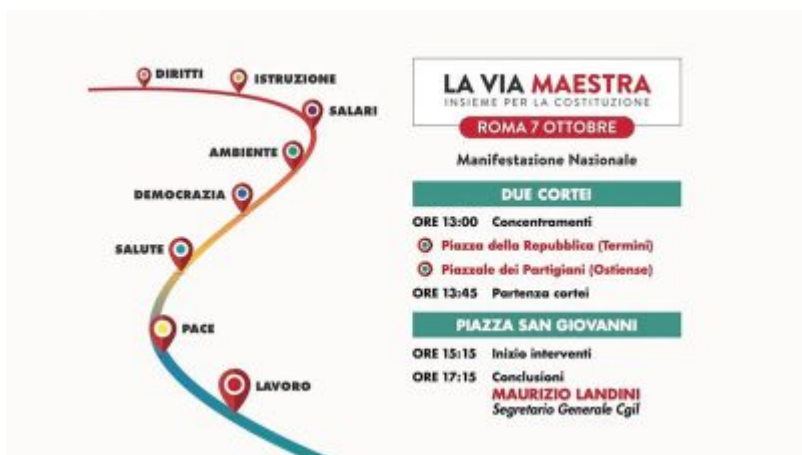 DIRITTI
ISTRUZIONE
SALARI
AMBIENTE
DEMOCRAZIA
SALUTE
PACE
LAVORO
LA VIA MAESTRA
INSIEME PER LA COSTITUZIONE
ROMA 7 OTTOBRE
Manifestazione Nazionale
DUE CORTEI
ORE 13:00 Concentramenti
Piazza della Repubblica (Termini)
Piazzale dei Partigiani (Ostiense)
ORE 13:45 Partenza cortei
PIAZZA SAN GIOVANNI
ORE 15:15 Inizio interventi
ORE 17:15 Conclusioni
MAURIZIO LANDINI
Segretario Generale Cgil